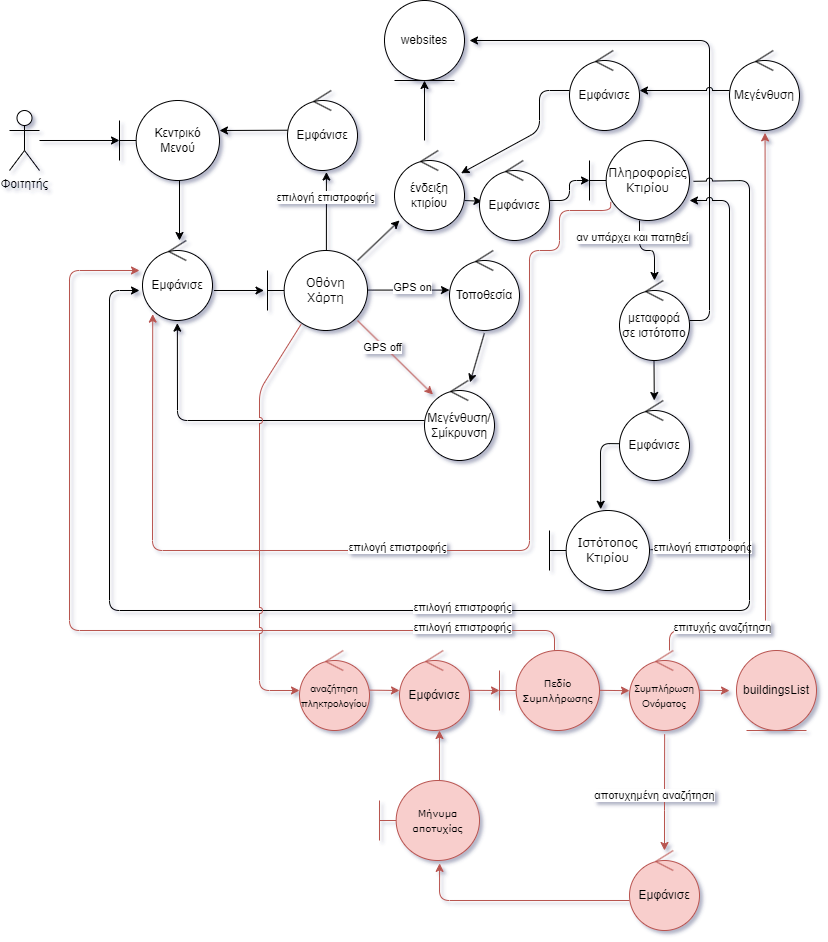 websites
Εμφάνισε
Μεγένθυση
Φοιτητής
Κεντρικό
Μενού
Εμφάνισε
επιλογή επιστροφής
ένδειξη
κτιρίου
Εμφάνισε
Πληροφορίες
Κτιρίου
αν υπάρχει και πατηθεί
Εμφάνισε
Οθόνη
Χάρτη
GPS on
Τοποθεσία
GPS off
μεταφορά
σε ιστότοπο
Μεγένθυση/
Σμίκρυνση
Εμφάνισε
Ιστότοπος
Κτιρίου
επιλογή επιστροφής
επιλογή επιστροφής
επιλογή επιστροφής
επιλογή επιστροφής
επιτυχής αναζήτηση
αναζήτηση
πληκτρολογίου
Εμφάνισε
Πεδίο
Συμπλήρωσης
Συμπλήρωση
Ονόματος
buildingsList
αποτυχημένη αναζήτηση
Μήνυμα
αποτυχίας
Εμφάνισε